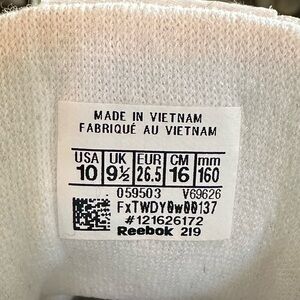 MADE IN VIETNAM
FABRIQUÉ AU VIETNAM
USA UK EUR CM mm
10 9½ 26.5 16 160
059503 V69626
FxTWDY0w00137
#121626172
Reebok 219